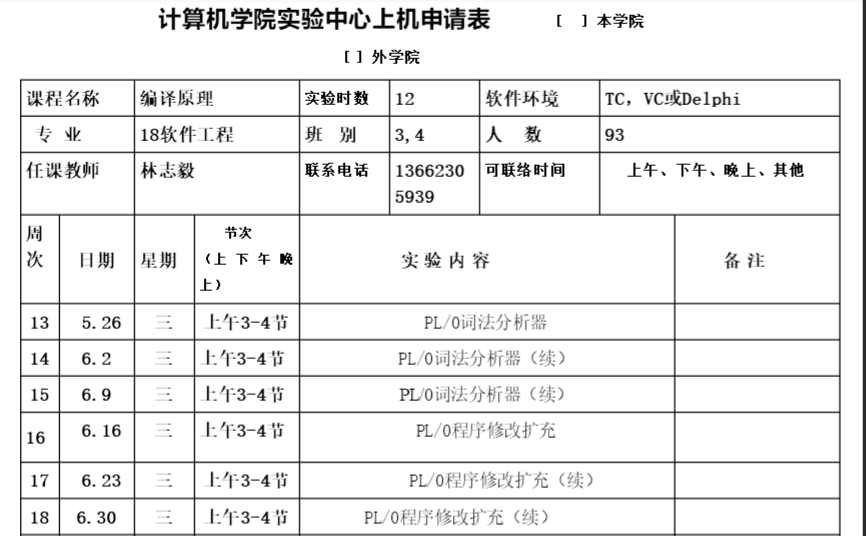 计算机学院实验中心上机申请表 [ ] 本学院
[ ] 外学院
课程名称 编译原理 实验时数 12 软件环境 TC，VC或Delphi
专 业 18软件工程 班 别 3,4 人 数 93
任课教师 林志毅 联系电话 1366230 可联络时间 上午、下午、晚上、其他
5939
周 节次
次 日期 星期 （上 下 午 晚 实 验 内 容 备 注
上）
13 5.26 三 上午3-4节 PL/0词法分析器
14 6.2 三 上午3-4节 PL/0词法分析器（续）
15 6.9 三 上午3-4节 PL/0词法分析器（续）
16 6.16 三 上午3-4节 PL/0程序修改扩充
17 6.23 三 上午3-4节 PL/0程序修改扩充（续）
18 6.30 三 上午3-4节 PL/0程序修改扩充（续）